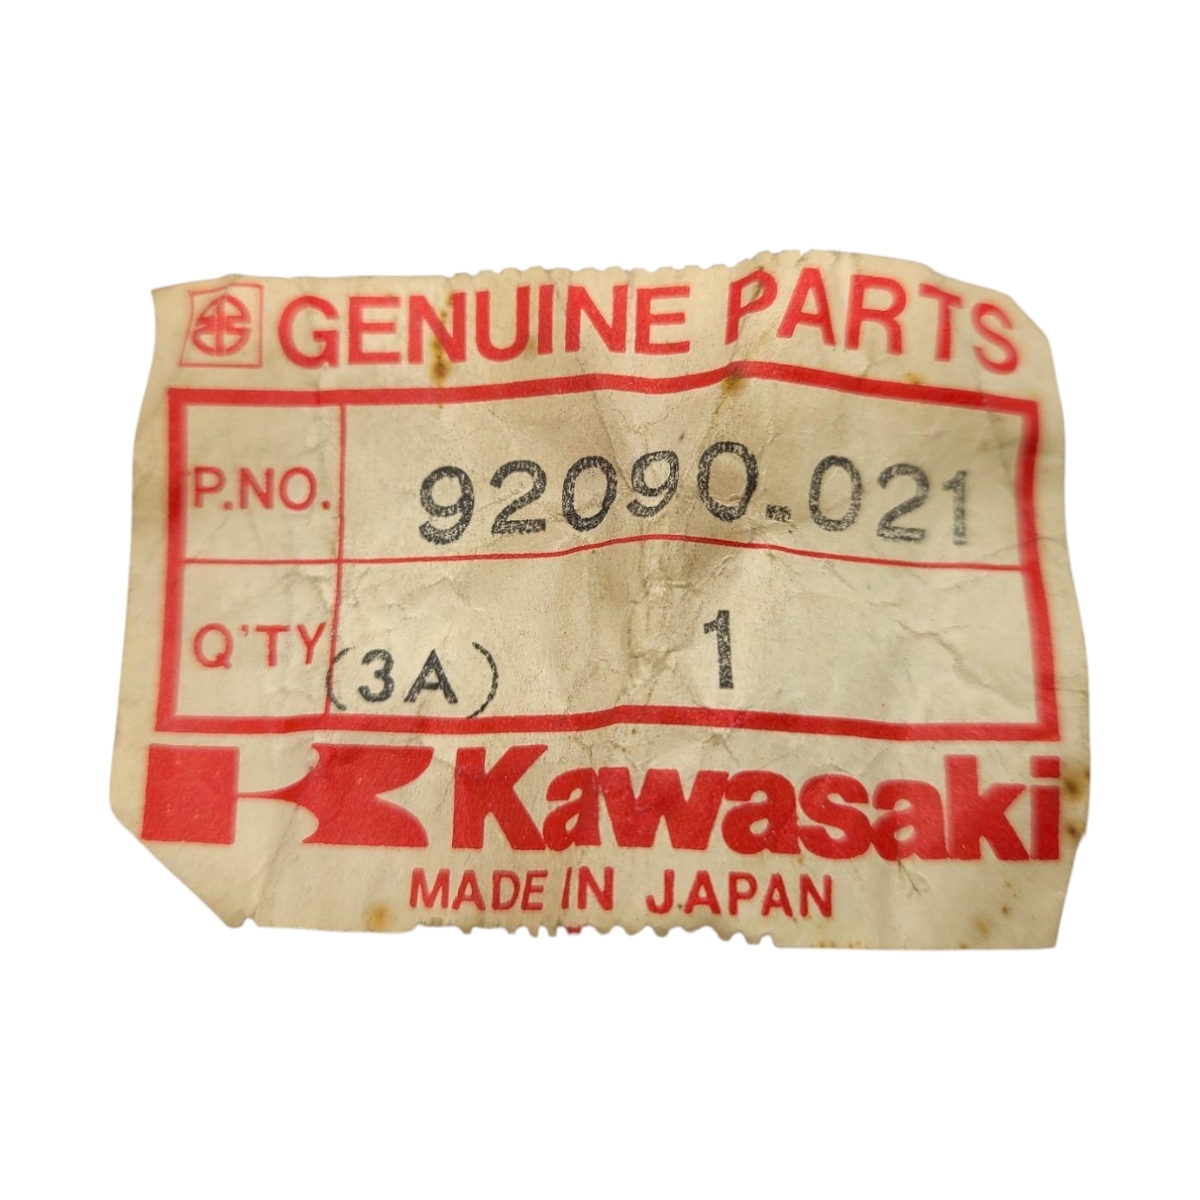 GENUINE PARTS
P.NO. 92090-021
Q'TY (3A) 1
Kawasaki
MADE IN JAPAN